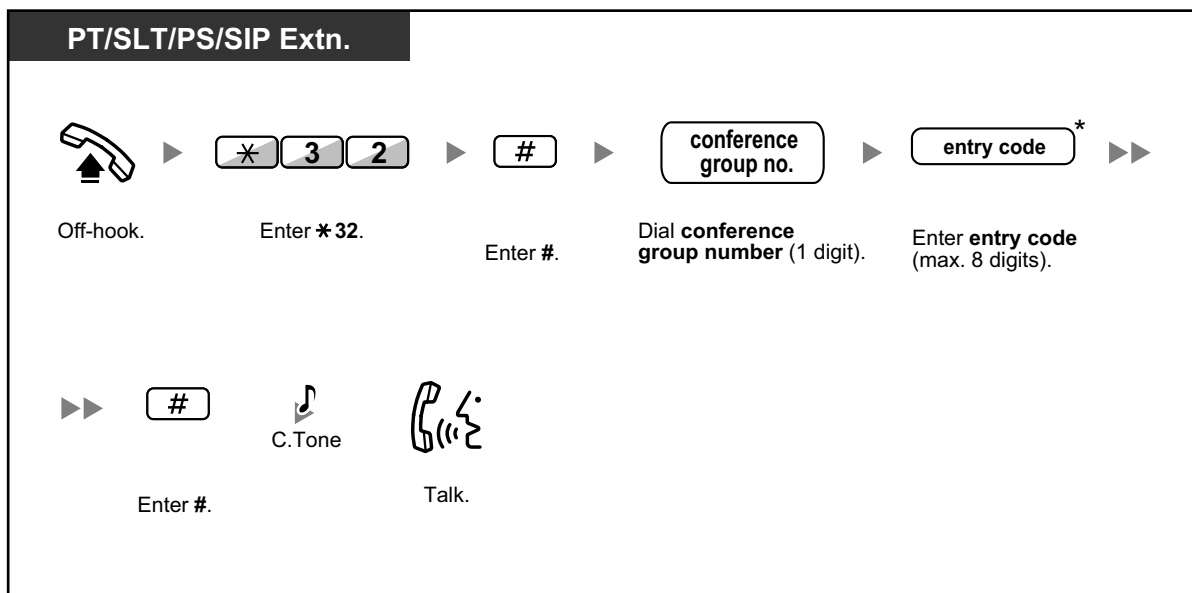 PT/SLT/PS/SIP Extn.
✳ 3 2
#
conference
group no.
entry code*
Off-hook.
Enter ✳32.
Enter #.
Dial conference
group number (1 digit).
Enter entry code
(max. 8 digits).
#
C.Tone
Enter #.
Talk.